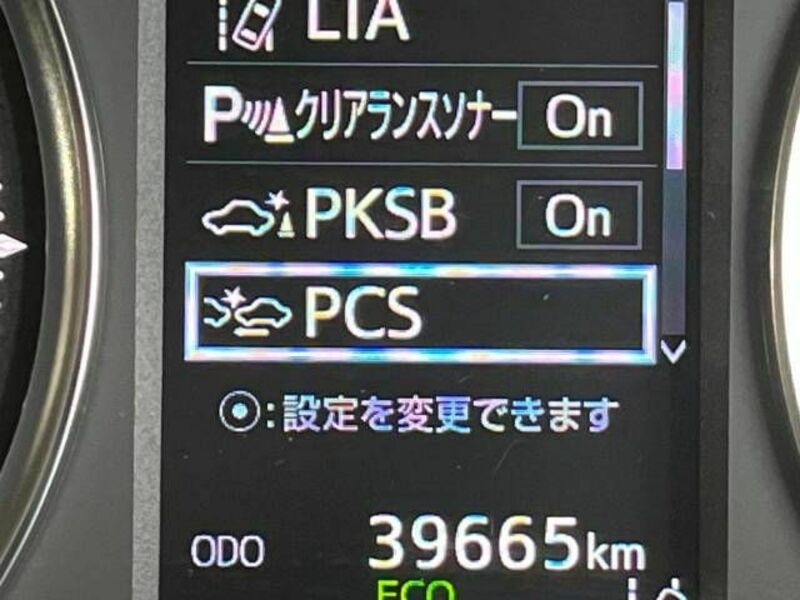 LTA
P クリアランスソナー On
PKSB On
PCS
⦿:設定を変更できます
ODO 39665km
ECO